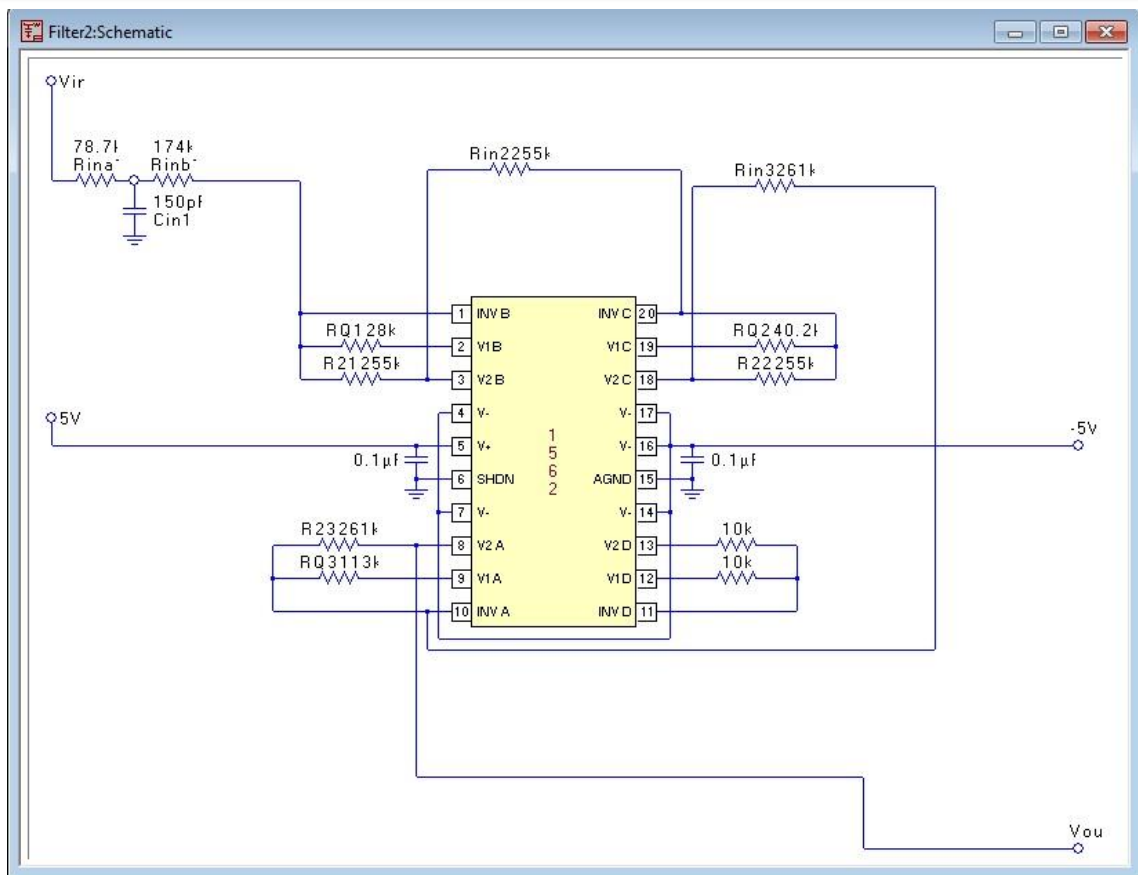 Filter2:Schematic
Vir
78.7k 174k
Rina Rinb
150pF
Cin1
Rin2255k
Rin3261k
1 INV B INV C 20
RQ128k 2 V1B V1C 19 RQ240.2k
R21255k 3 V2 B V2C 18 R22255k
4 V- V- 17
5V 5 V+ V- 16 -5V
0.1µF 0.1µF
6 SHDN AGND 15
7 V- V- 14
1
5
6
2
R23261k 8 V2 A V2D 13 10k
RQ3113k 9 V1A V1D 12 10k
10 INV A INV D 11
Vou